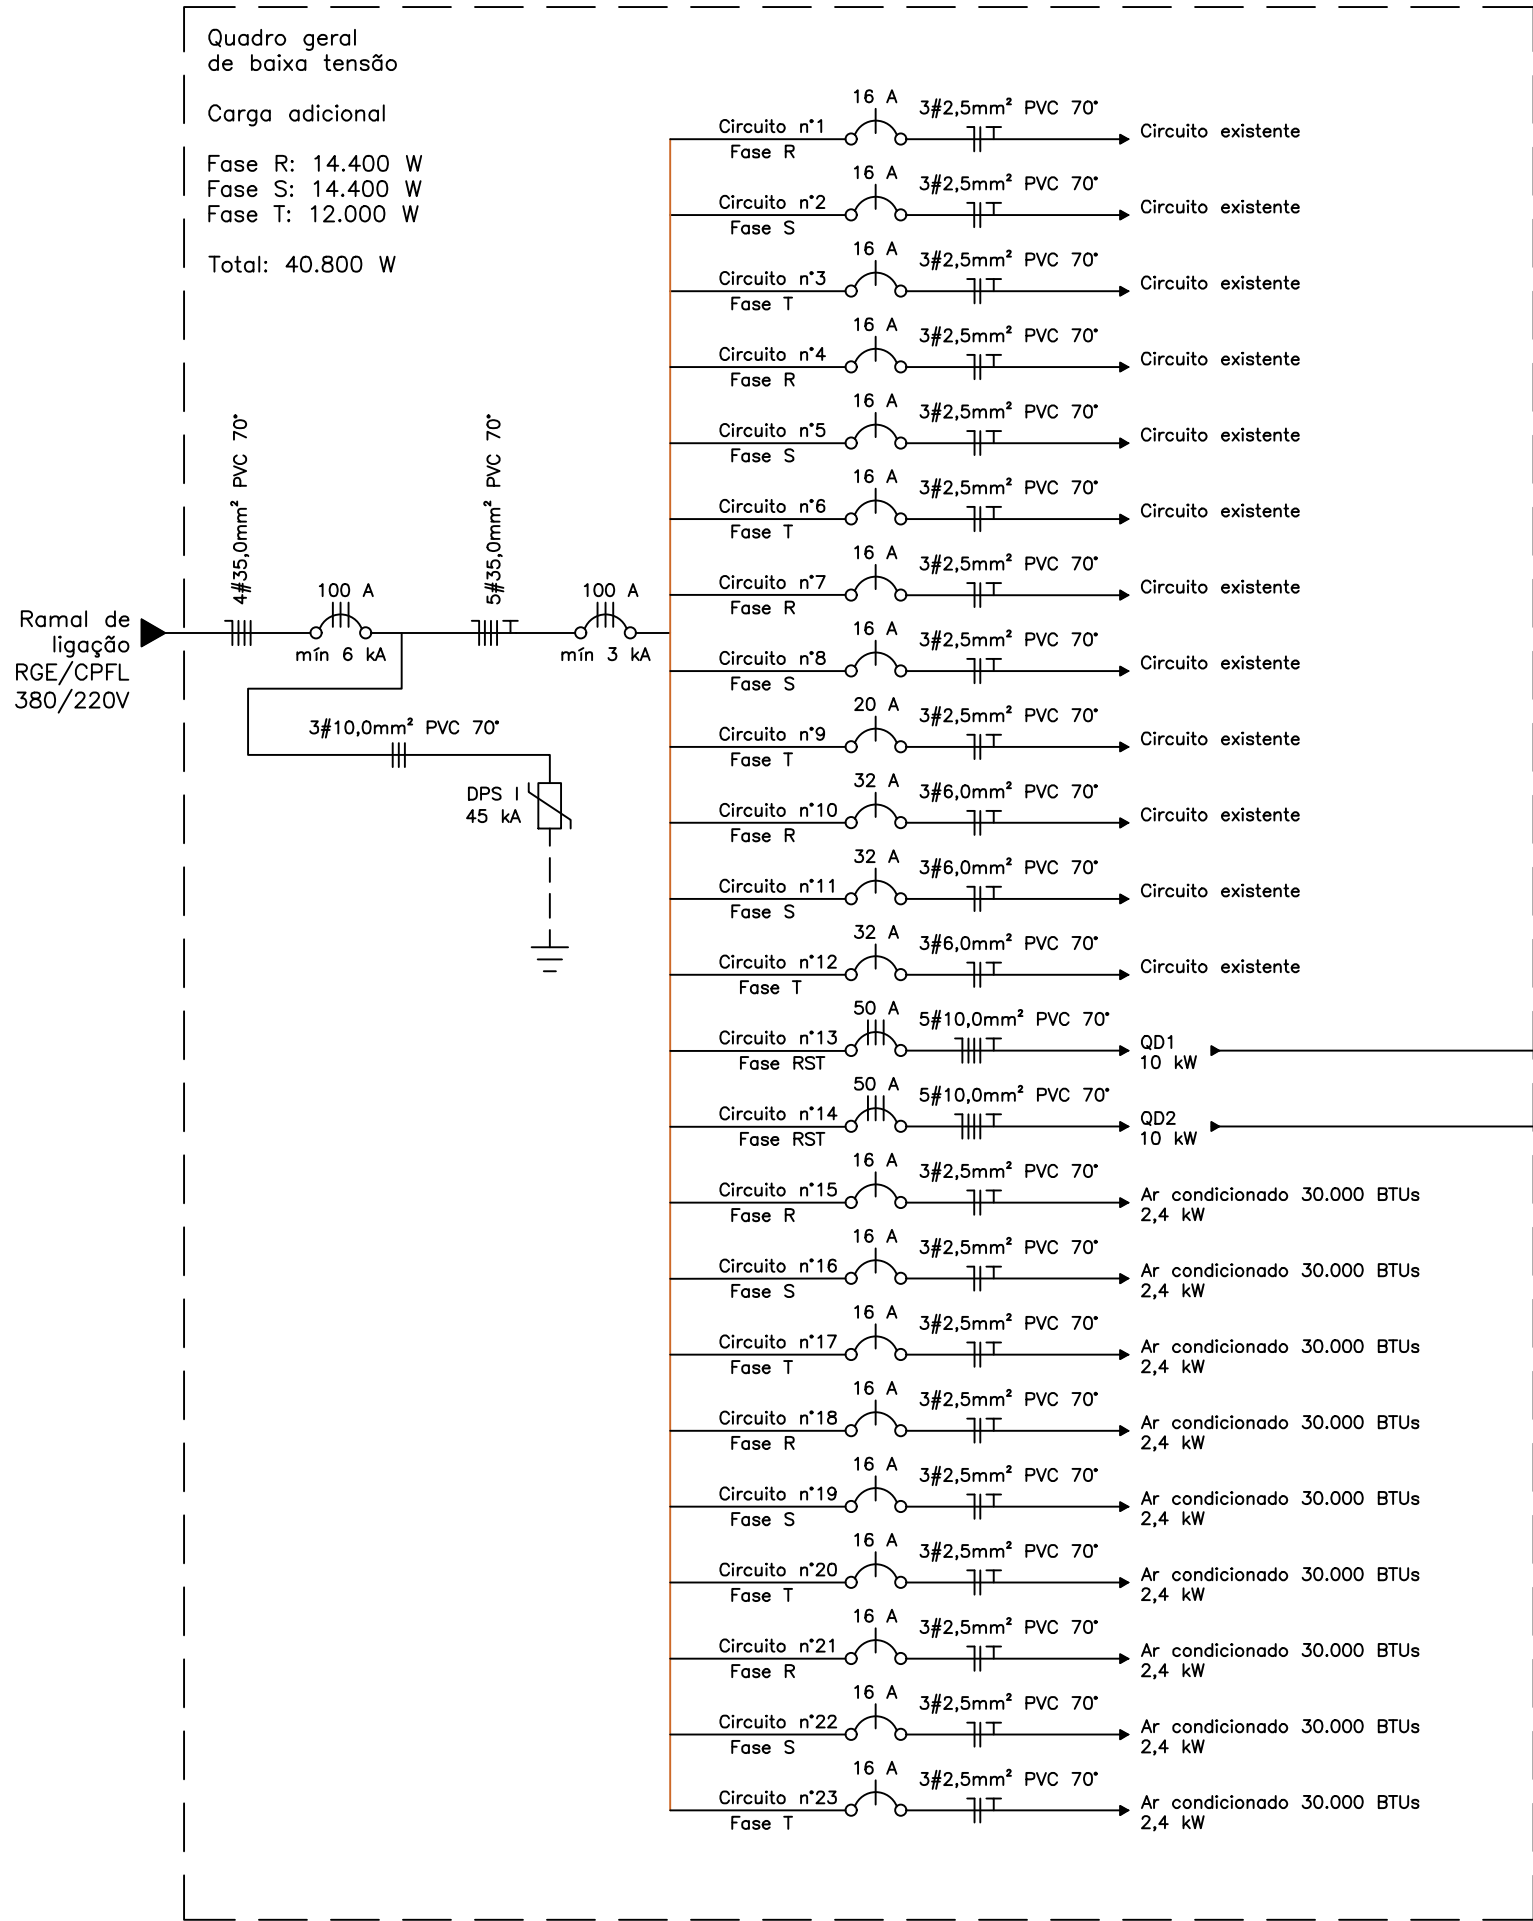 Quadro geral
de baixa tensão
Carga adicional
Fase R: 14.400 W
Fase S: 14.400 W
Fase T: 12.000 W
Total: 40.800 W
Ramal de
ligação
RGE/CPFL
380/220V
4#35,0mm² PVC 70°
100 A
mín 6 kA
5#35,0mm² PVC 70°
100 A
mín 3 kA
3#10,0mm² PVC 70°
DPS I
45 kA
16 A
3#2,5mm² PVC 70°
Circuito n°1
Fase R
Circuito existente
16 A
3#2,5mm² PVC 70°
Circuito n°2
Fase S
Circuito existente
16 A
3#2,5mm² PVC 70°
Circuito n°3
Fase T
Circuito existente
16 A
3#2,5mm² PVC 70°
Circuito n°4
Fase R
Circuito existente
16 A
3#2,5mm² PVC 70°
Circuito n°5
Fase S
Circuito existente
16 A
3#2,5mm² PVC 70°
Circuito n°6
Fase T
Circuito existente
16 A
3#2,5mm² PVC 70°
Circuito n°7
Fase R
Circuito existente
16 A
3#2,5mm² PVC 70°
Circuito n°8
Fase S
Circuito existente
20 A
3#2,5mm² PVC 70°
Circuito n°9
Fase T
Circuito existente
32 A
3#6,0mm² PVC 70°
Circuito n°10
Fase R
Circuito existente
32 A
3#6,0mm² PVC 70°
Circuito n°11
Fase S
Circuito existente
32 A
3#6,0mm² PVC 70°
Circuito n°12
Fase T
Circuito existente
50 A
5#10,0mm² PVC 70°
Circuito n°13
Fase RST
QD1
10 kW
50 A
5#10,0mm² PVC 70°
Circuito n°14
Fase RST
QD2
10 kW
16 A
3#2,5mm² PVC 70°
Circuito n°15
Fase R
Ar condicionado 30.000 BTUs
2,4 kW
16 A
3#2,5mm² PVC 70°
Circuito n°16
Fase S
Ar condicionado 30.000 BTUs
2,4 kW
16 A
3#2,5mm² PVC 70°
Circuito n°17
Fase T
Ar condicionado 30.000 BTUs
2,4 kW
16 A
3#2,5mm² PVC 70°
Circuito n°18
Fase R
Ar condicionado 30.000 BTUs
2,4 kW
16 A
3#2,5mm² PVC 70°
Circuito n°19
Fase S
Ar condicionado 30.000 BTUs
2,4 kW
16 A
3#2,5mm² PVC 70°
Circuito n°20
Fase T
Ar condicionado 30.000 BTUs
2,4 kW
16 A
3#2,5mm² PVC 70°
Circuito n°21
Fase R
Ar condicionado 30.000 BTUs
2,4 kW
16 A
3#2,5mm² PVC 70°
Circuito n°22
Fase S
Ar condicionado 30.000 BTUs
2,4 kW
16 A
3#2,5mm² PVC 70°
Circuito n°23
Fase T
Ar condicionado 30.000 BTUs
2,4 kW